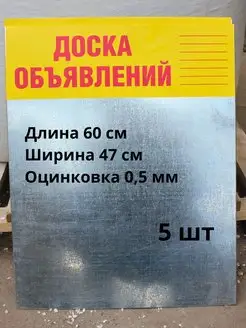 ДОСКА
ОБЪЯВЛЕНИЙ
Длина 60 см
Ширина 47 см
Оцинковка 0,5 мм
5 шт